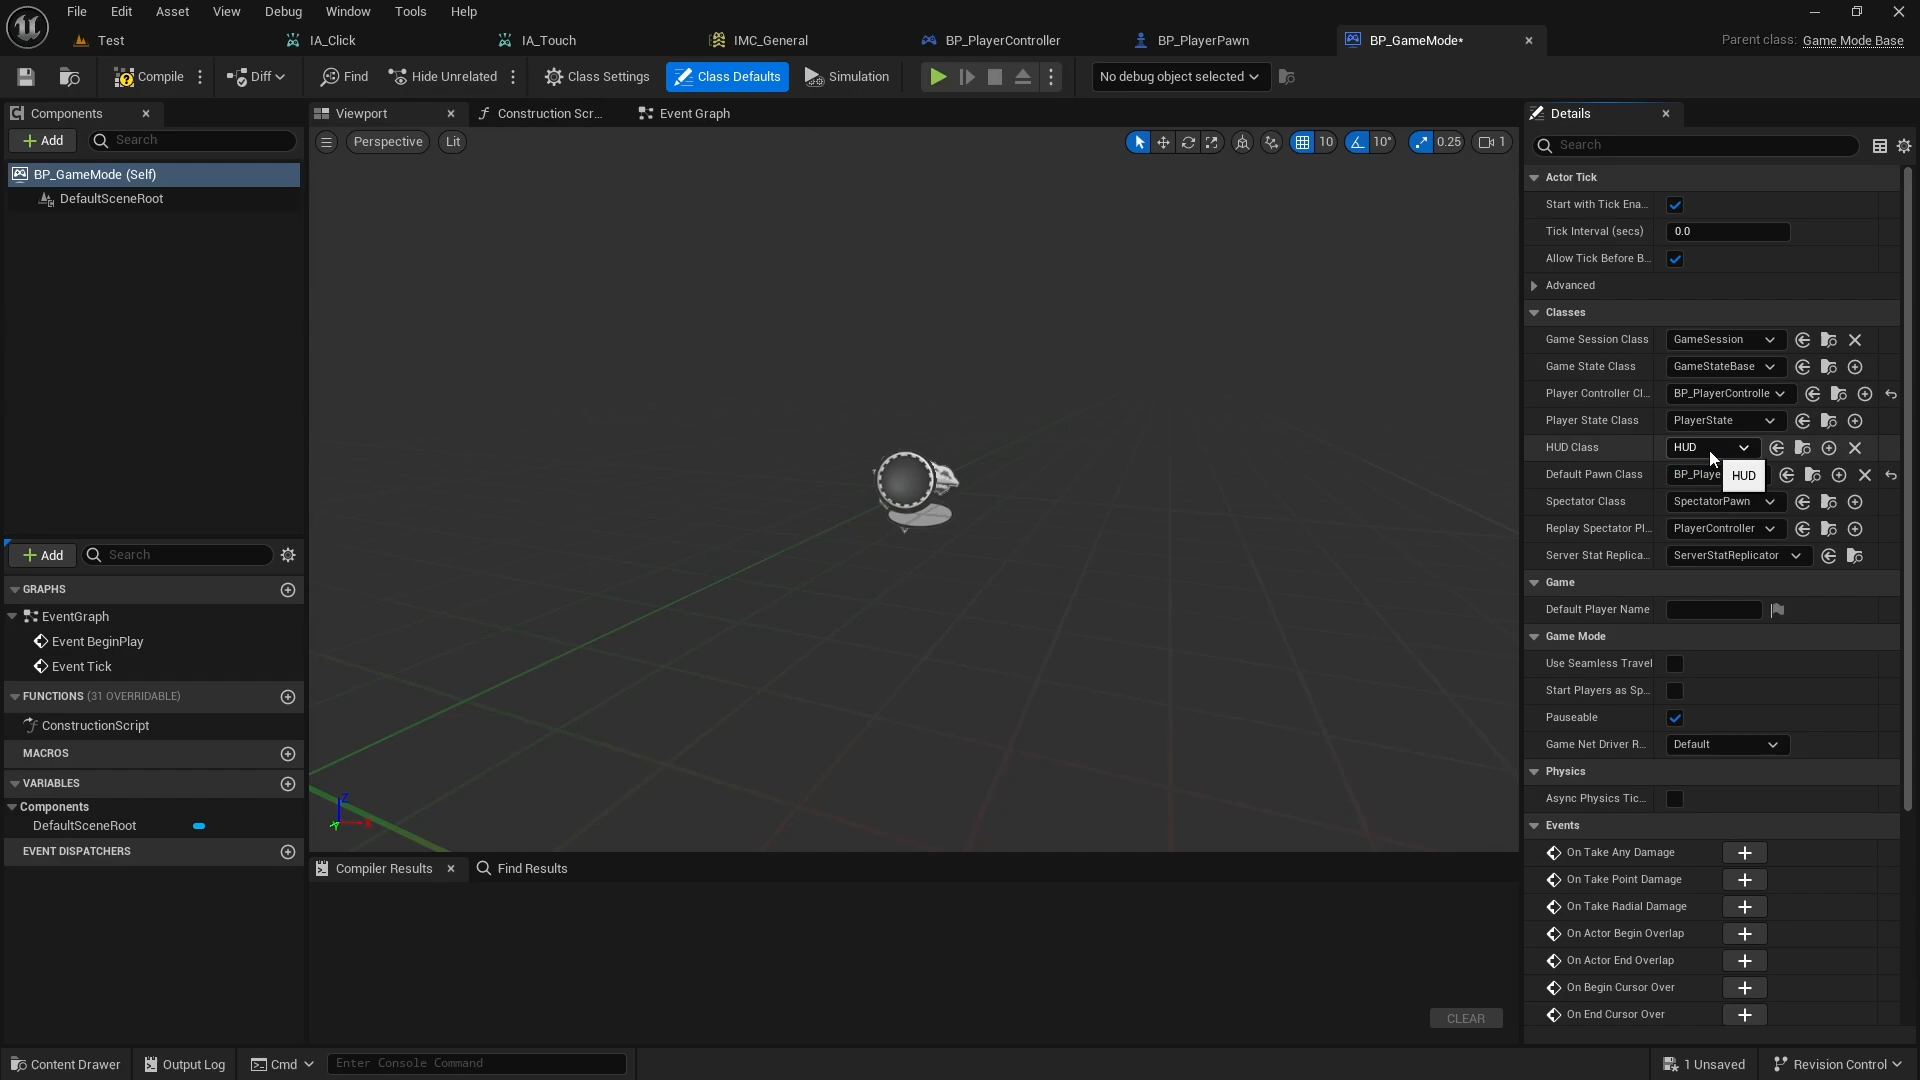 File Edit Asset View Debug Window Tools Help
Test
IA_Click
IA_Touch
IMC_General
BP_PlayerController
BP_PlayerPawn
BP_GameMode*
Parent class: Game Mode Base
Compile
Diff
Find
Hide Unrelated
Class Settings
Class Defaults
Simulation
No debug object selected
Components
Viewport
Construction Scr...
Event Graph
Details
Add
Search
Perspective
Lit
10
10°
0.25
1
Search
BP_GameMode (Self)
DefaultSceneRoot
Actor Tick
Start with Tick Ena...
Tick Interval (secs) 0.0
Allow Tick Before B...
Advanced
Classes
Game Session Class GameSession
Game State Class GameStateBase
Player Controller Cl... BP_PlayerControlle
Player State Class PlayerState
HUD Class HUD
Default Pawn Class BP_Playe
HUD
Spectator Class SpectatorPawn
Replay Spectator Pl... PlayerController
Server Stat Replica... ServerStatReplicator
Game
Default Player Name
Game Mode
Use Seamless Travel
Start Players as Sp...
Pauseable
Game Net Driver R... Default
Physics
Async Physics Tic...
Events
On Take Any Damage
On Take Point Damage
On Take Radial Damage
On Actor Begin Overlap
On Actor End Overlap
On Begin Cursor Over
On End Cursor Over
Add
Search
GRAPHS
EventGraph
Event BeginPlay
Event Tick
FUNCTIONS (31 OVERRIDABLE)
ConstructionScript
MACROS
VARIABLES
Components
DefaultSceneRoot
EVENT DISPATCHERS
Z
X
Y
Compiler Results
Find Results
CLEAR
Content Drawer
Output Log
Cmd
Enter Console Command
1 Unsaved
Revision Control